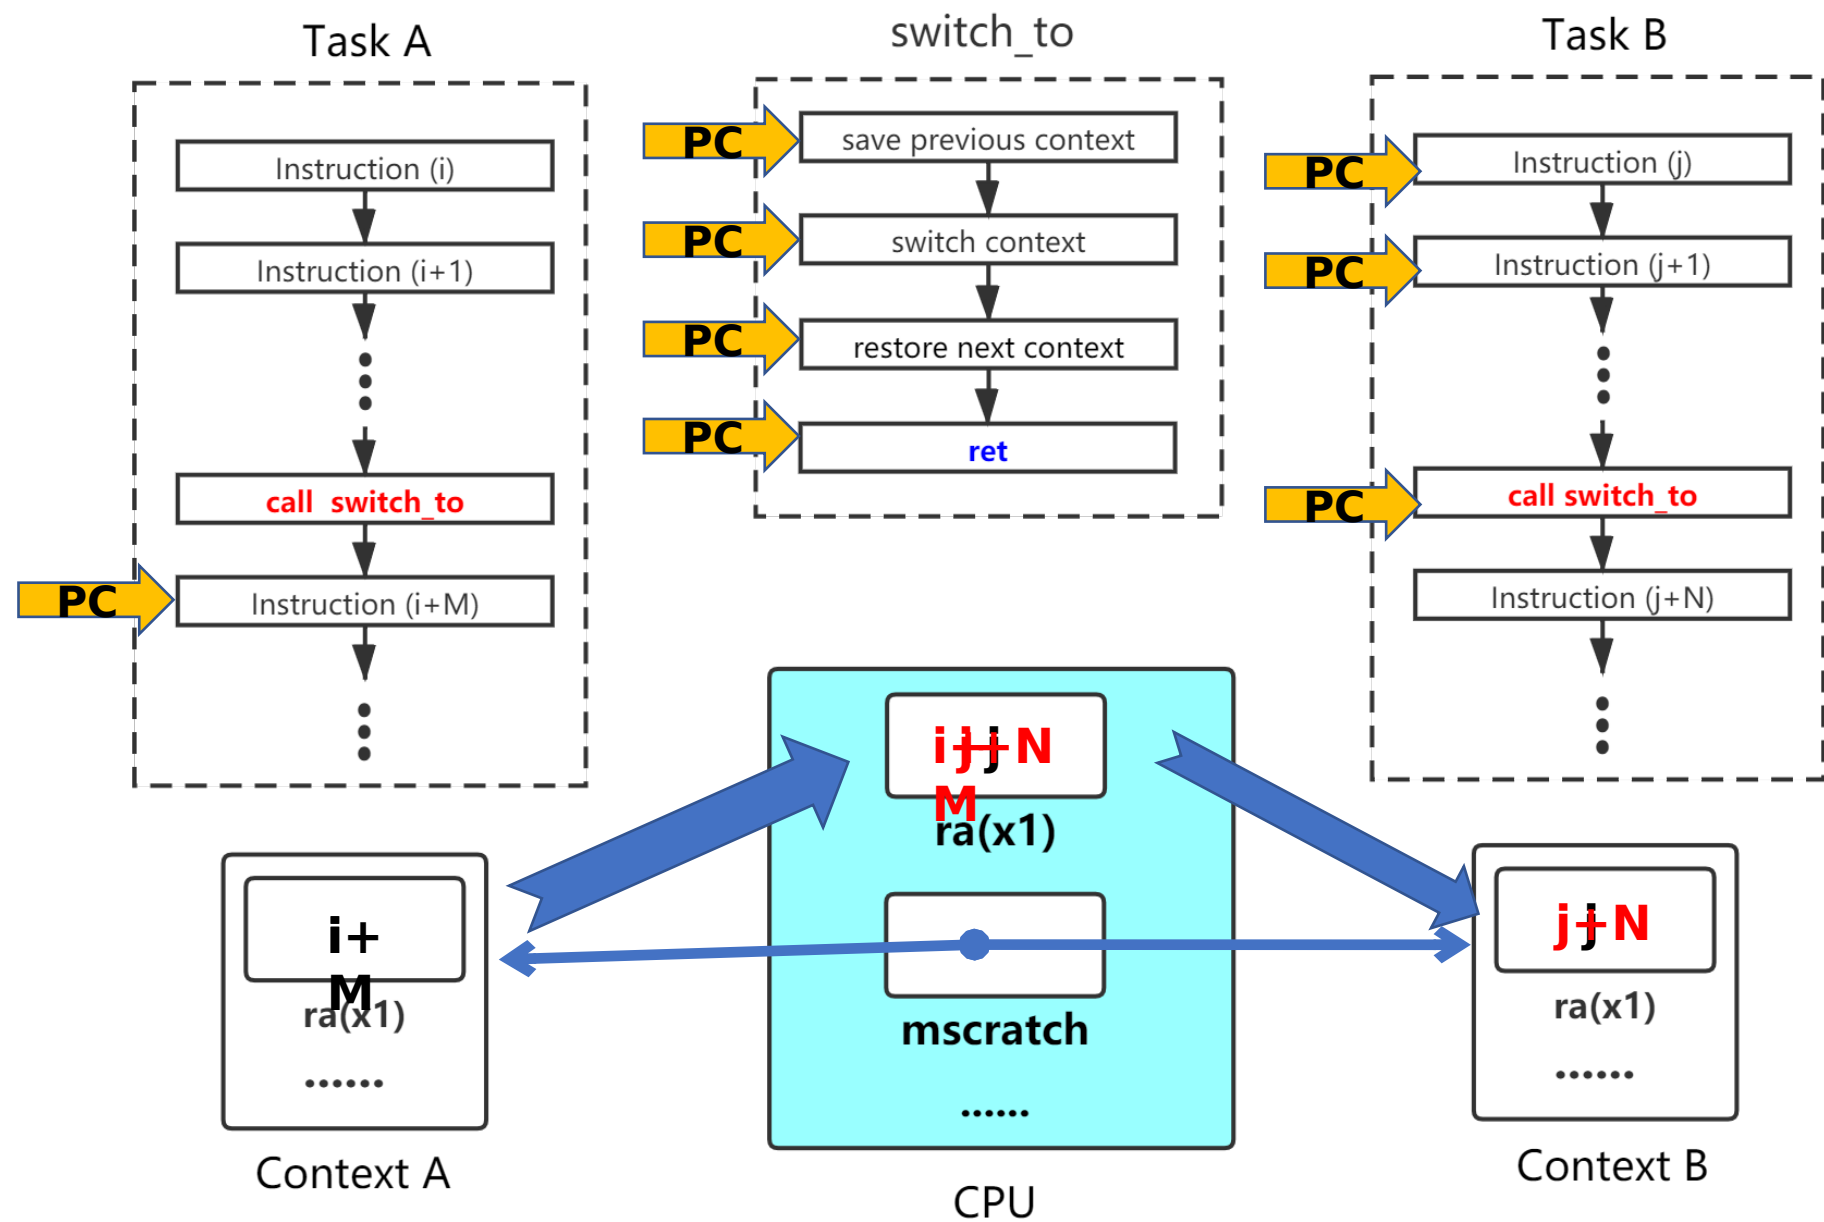 Task A
Instruction (i)
Instruction (i+1)
call switch_to
PC
Instruction (i+M)
switch_to
PC
save previous context
PC
switch context
PC
restore next context
PC
ret
Task B
PC
Instruction (j)
PC
Instruction (j+1)
PC
call switch_to
Instruction (j+N)
i+
M
ra(x1)
......
Context A
j+N
M
ra(x1)
mscratch
......
CPU
j+N
ra(x1)
......
Context B